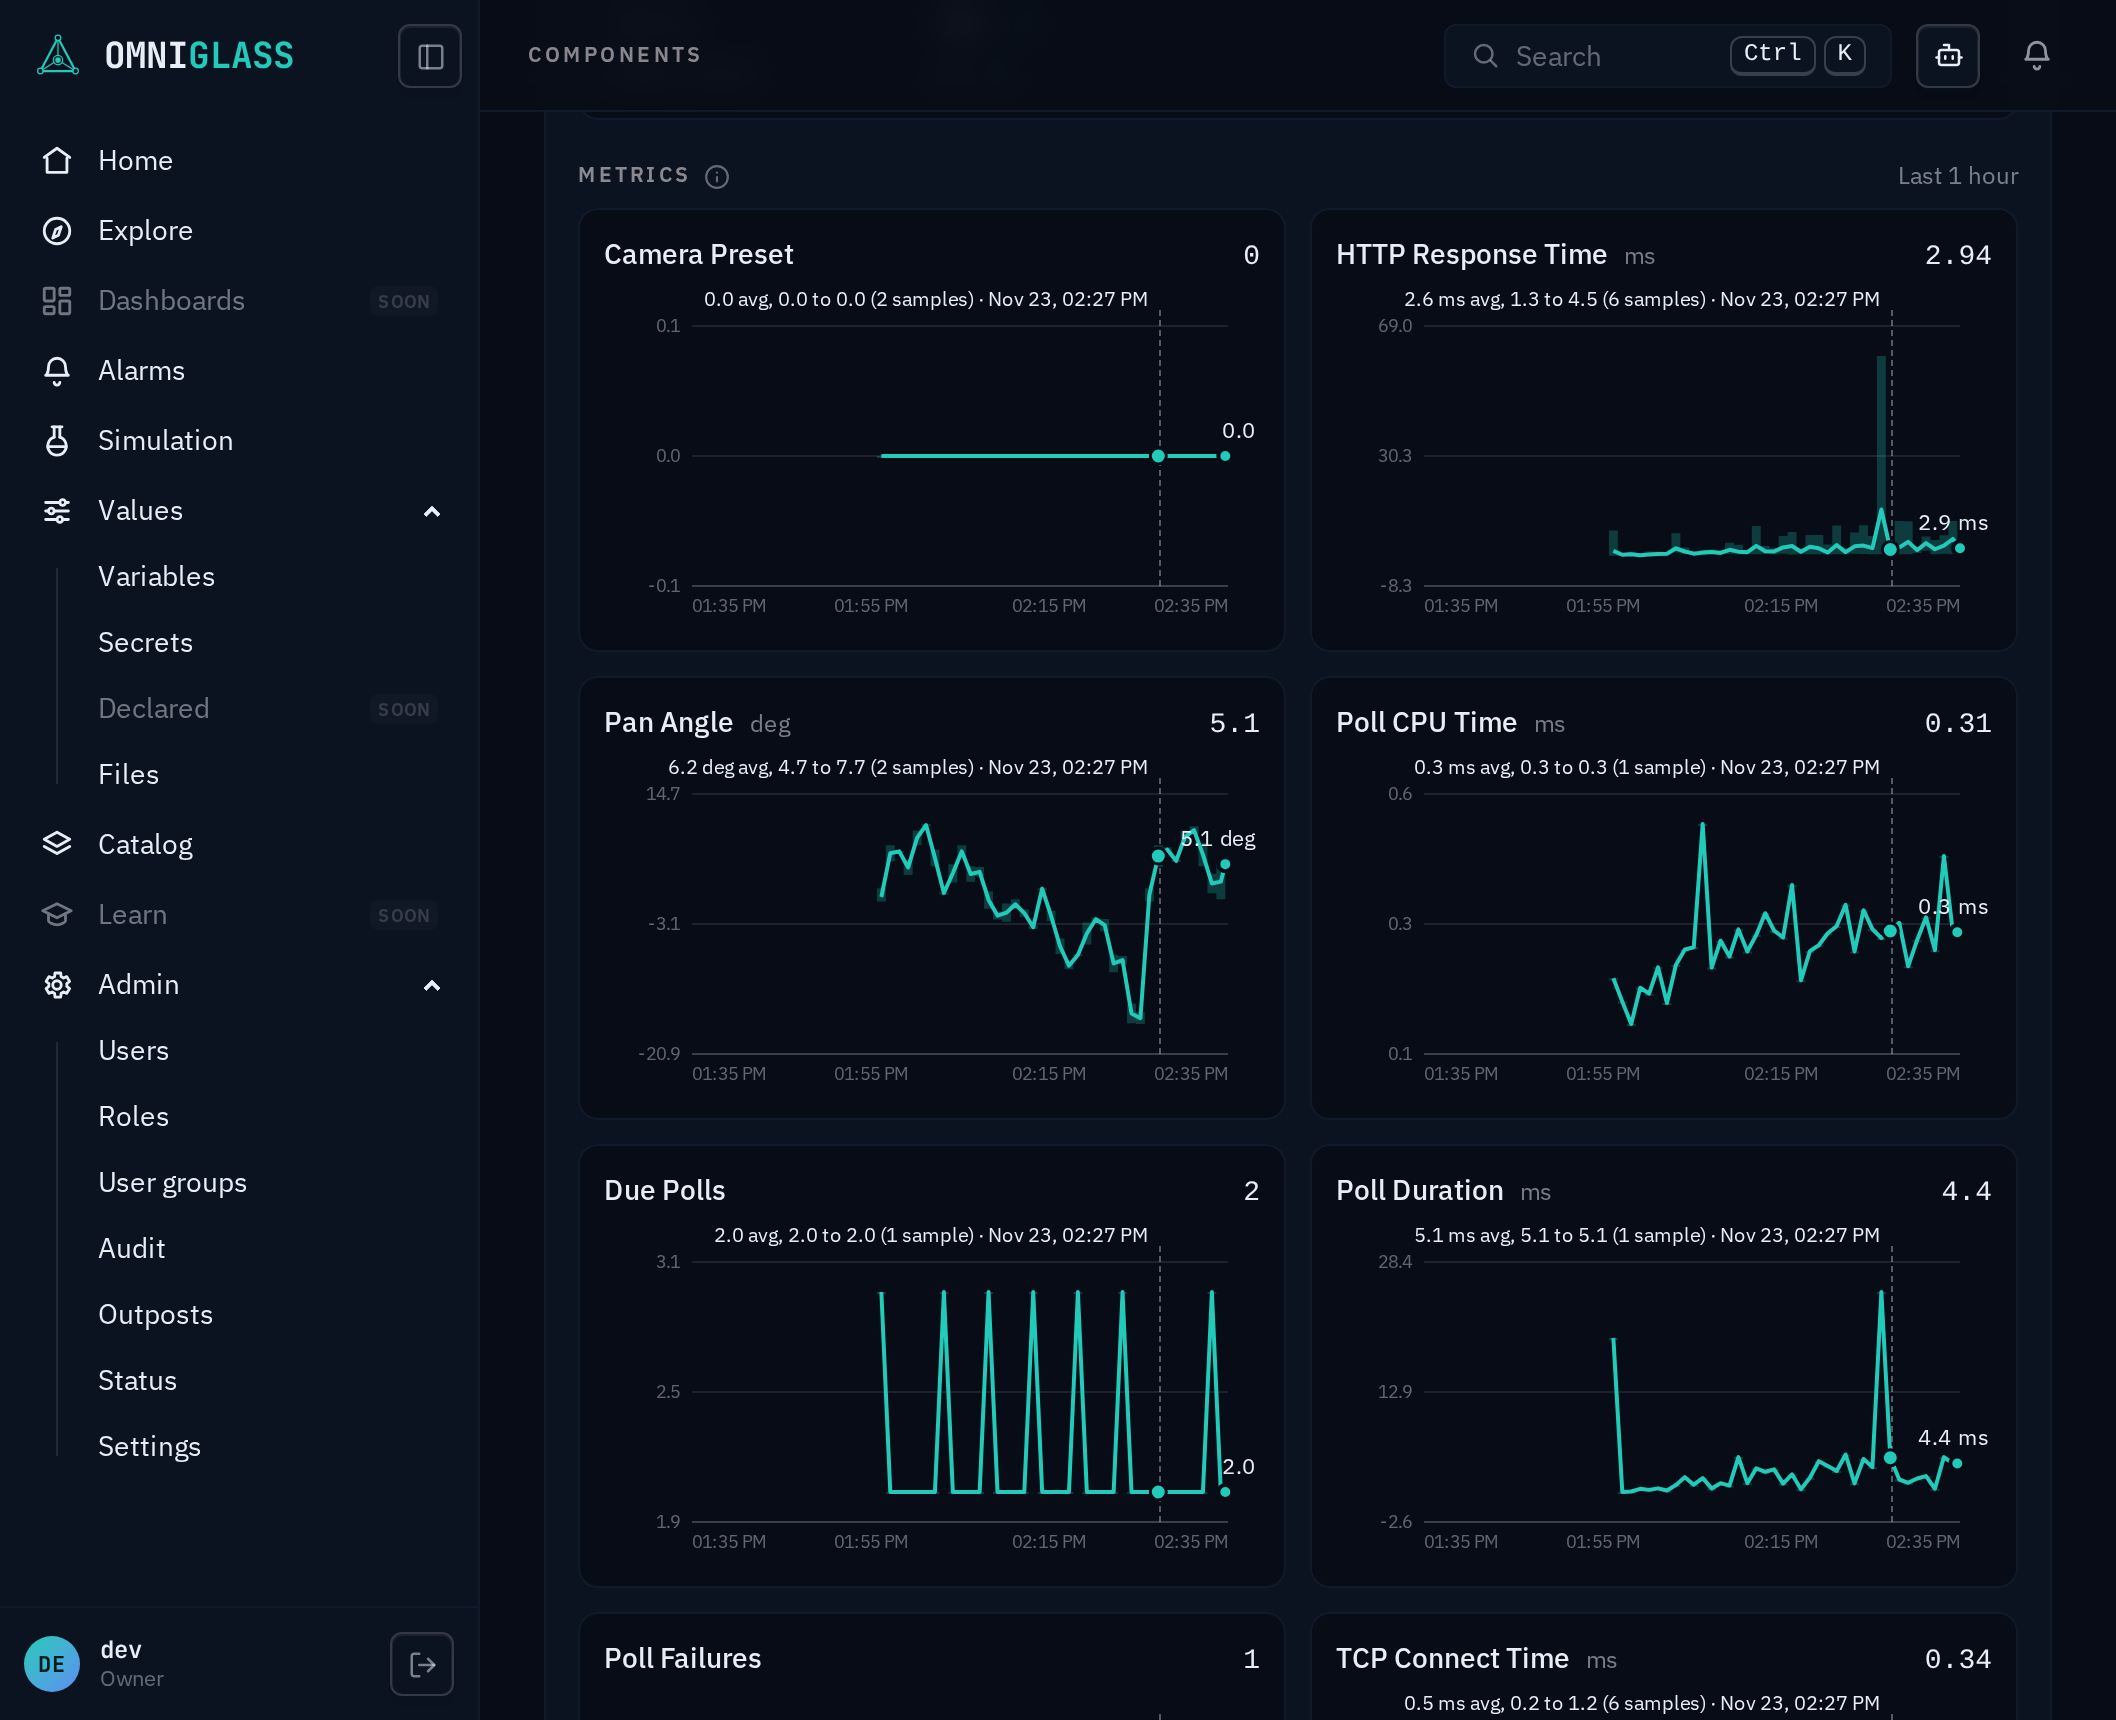 OMNIGLASS
COMPONENTS
Search
Ctrl K
Home
Explore
Dashboards SOON
Alarms
Simulation
Values
Variables
Secrets
Declared SOON
Files
Catalog
Learn SOON
Admin
Users
Roles
User groups
Audit
Outposts
Status
Settings
DE
dev
Owner
METRICS
Last 1 hour
Camera Preset 0
0.0 avg, 0.0 to 0.0 (2 samples) · Nov 23, 02:27 PM
0.1
0.0
0.0
-0.1
01:35 PM 01:55 PM 02:15 PM 02:35 PM
HTTP Response Time ms 2.94
2.6 ms avg, 1.3 to 4.5 (6 samples) · Nov 23, 02:27 PM
69.0
30.3
2.9 ms
-8.3
01:35 PM 01:55 PM 02:15 PM 02:35 PM
Pan Angle deg 5.1
6.2 deg avg, 4.7 to 7.7 (2 samples) · Nov 23, 02:27 PM
14.7
5.1 deg
-3.1
-20.9
01:35 PM 01:55 PM 02:15 PM 02:35 PM
Poll CPU Time ms 0.31
0.3 ms avg, 0.3 to 0.3 (1 sample) · Nov 23, 02:27 PM
0.6
0.3 ms
0.3
0.1
01:35 PM 01:55 PM 02:15 PM 02:35 PM
Due Polls 2
2.0 avg, 2.0 to 2.0 (1 sample) · Nov 23, 02:27 PM
3.1
2.5
2.0
1.9
01:35 PM 01:55 PM 02:15 PM 02:35 PM
Poll Duration ms 4.4
5.1 ms avg, 5.1 to 5.1 (1 sample) · Nov 23, 02:27 PM
28.4
12.9
4.4 ms
-2.6
01:35 PM 01:55 PM 02:15 PM 02:35 PM
Poll Failures 1
TCP Connect Time ms 0.34
0.5 ms avg, 0.2 to 1.2 (6 samples) · Nov 23, 02:27 PM